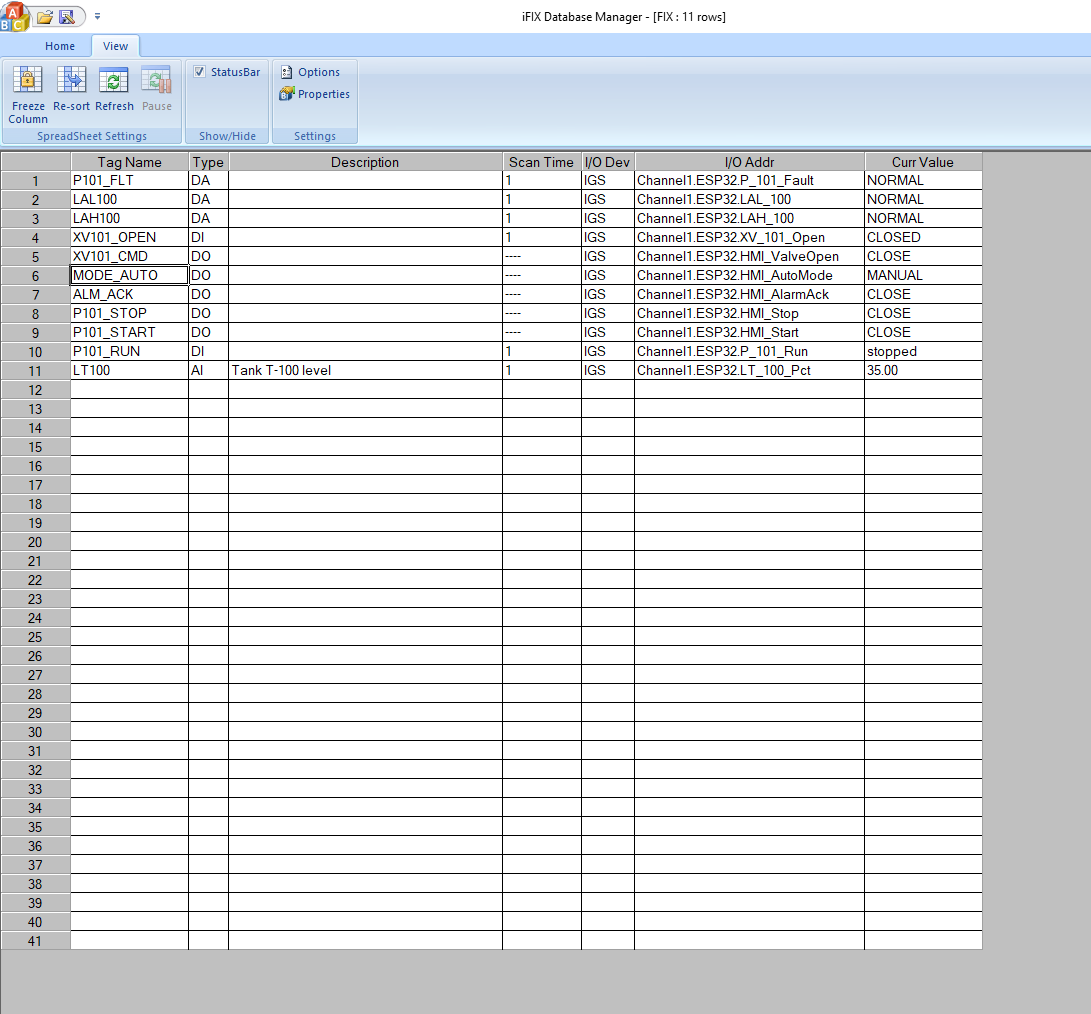 iFIX Database Manager - [FIX : 11 rows]
Home View
Freeze Column Re-sort Refresh Pause
SpreadSheet Settings
StatusBar
Show/Hide
Options
Properties
Settings
Tag Name Type Description Scan Time I/O Dev I/O Addr Curr Value
1 P101_FLT DA 1 IGS Channel1.ESP32.P_101_Fault NORMAL
2 LAL100 DA 1 IGS Channel1.ESP32.LAL_100 NORMAL
3 LAH100 DA 1 IGS Channel1.ESP32.LAH_100 NORMAL
4 XV101_OPEN DI 1 IGS Channel1.ESP32.XV_101_Open CLOSED
5 XV101_CMD DO ---- IGS Channel1.ESP32.HMI_ValveOpen CLOSE
6 MODE_AUTO DO ---- IGS Channel1.ESP32.HMI_AutoMode MANUAL
7 ALM_ACK DO ---- IGS Channel1.ESP32.HMI_AlarmAck CLOSE
8 P101_STOP DO ---- IGS Channel1.ESP32.HMI_Stop CLOSE
9 P101_START DO ---- IGS Channel1.ESP32.HMI_Start CLOSE
10 P101_RUN DI 1 IGS Channel1.ESP32.P_101_Run stopped
11 LT100 AI Tank T-100 level 1 IGS Channel1.ESP32.LT_100_Pct 35.00
12
13
14
15
16
17
18
19
20
21
22
23
24
25
26
27
28
29
30
31
32
33
34
35
36
37
38
39
40
41